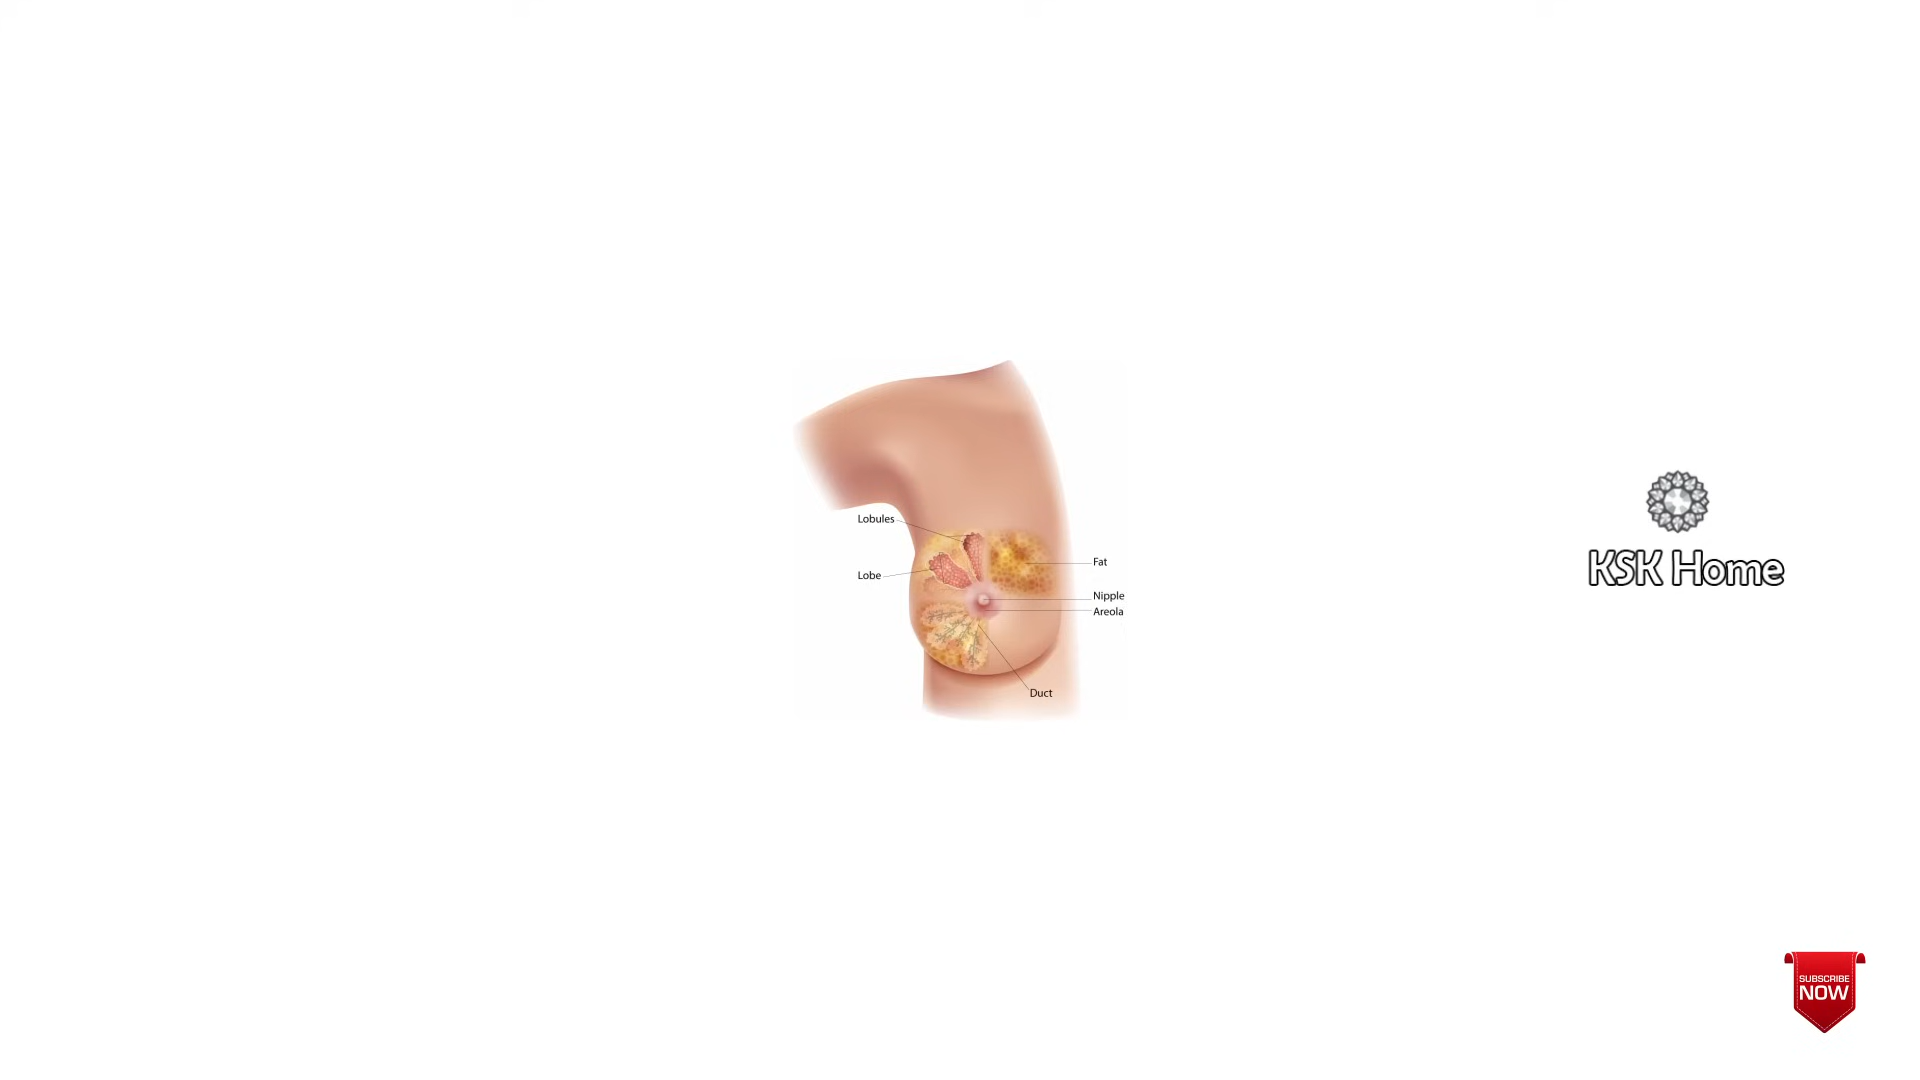 Lobules
Lobe
Fat
Nipple
Areola
Duct
KSK Home
SUBSCRIBE
NOW